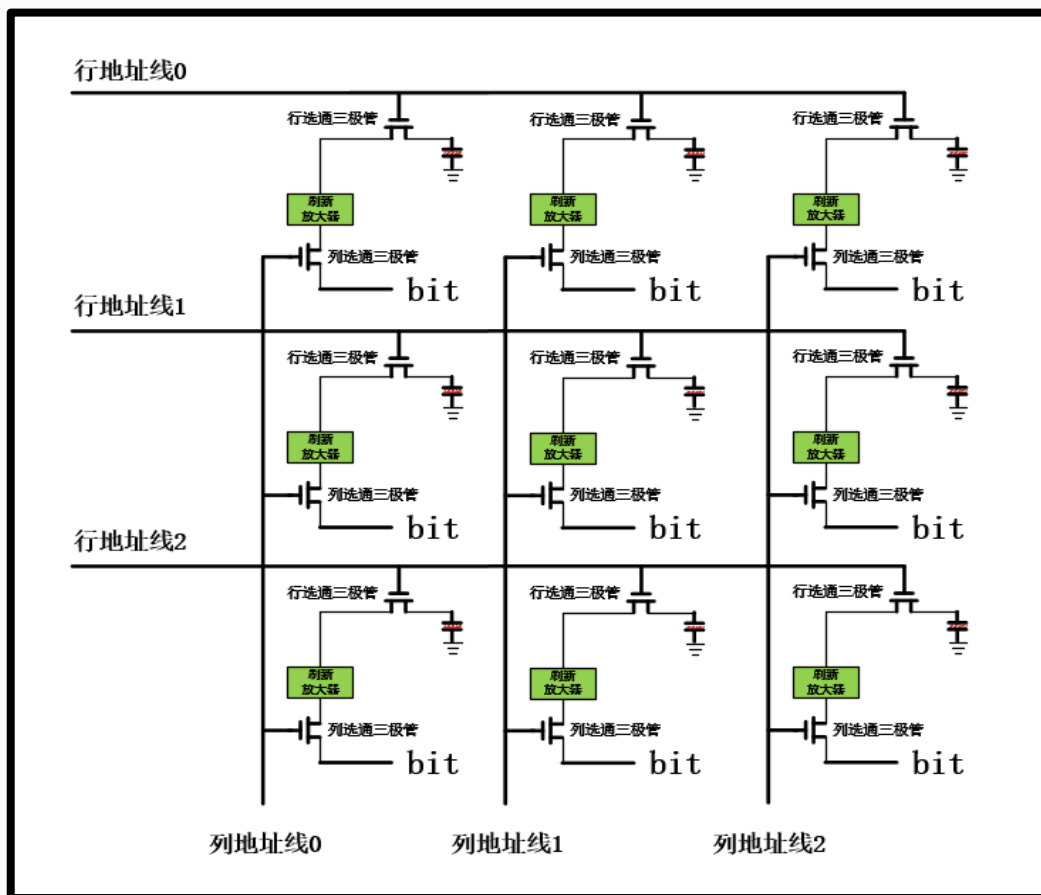 行地址线0
行选通三极管 行选通三极管 行选通三极管
刷新 刷新 刷新
放大器 放大器 放大器
列选通三极管 列选通三极管 列选通三极管
bit bit bit
行地址线1
行选通三极管 行选通三极管 行选通三极管
刷新 刷新 刷新
放大器 放大器 放大器
列选通三极管 列选通三极管 列选通三极管
bit bit bit
行地址线2
行选通三极管 行选通三极管 行选通三极管
刷新 刷新 刷新
放大器 放大器 放大器
列选通三极管 列选通三极管 列选通三极管
bit bit bit
列地址线0 列地址线1 列地址线2